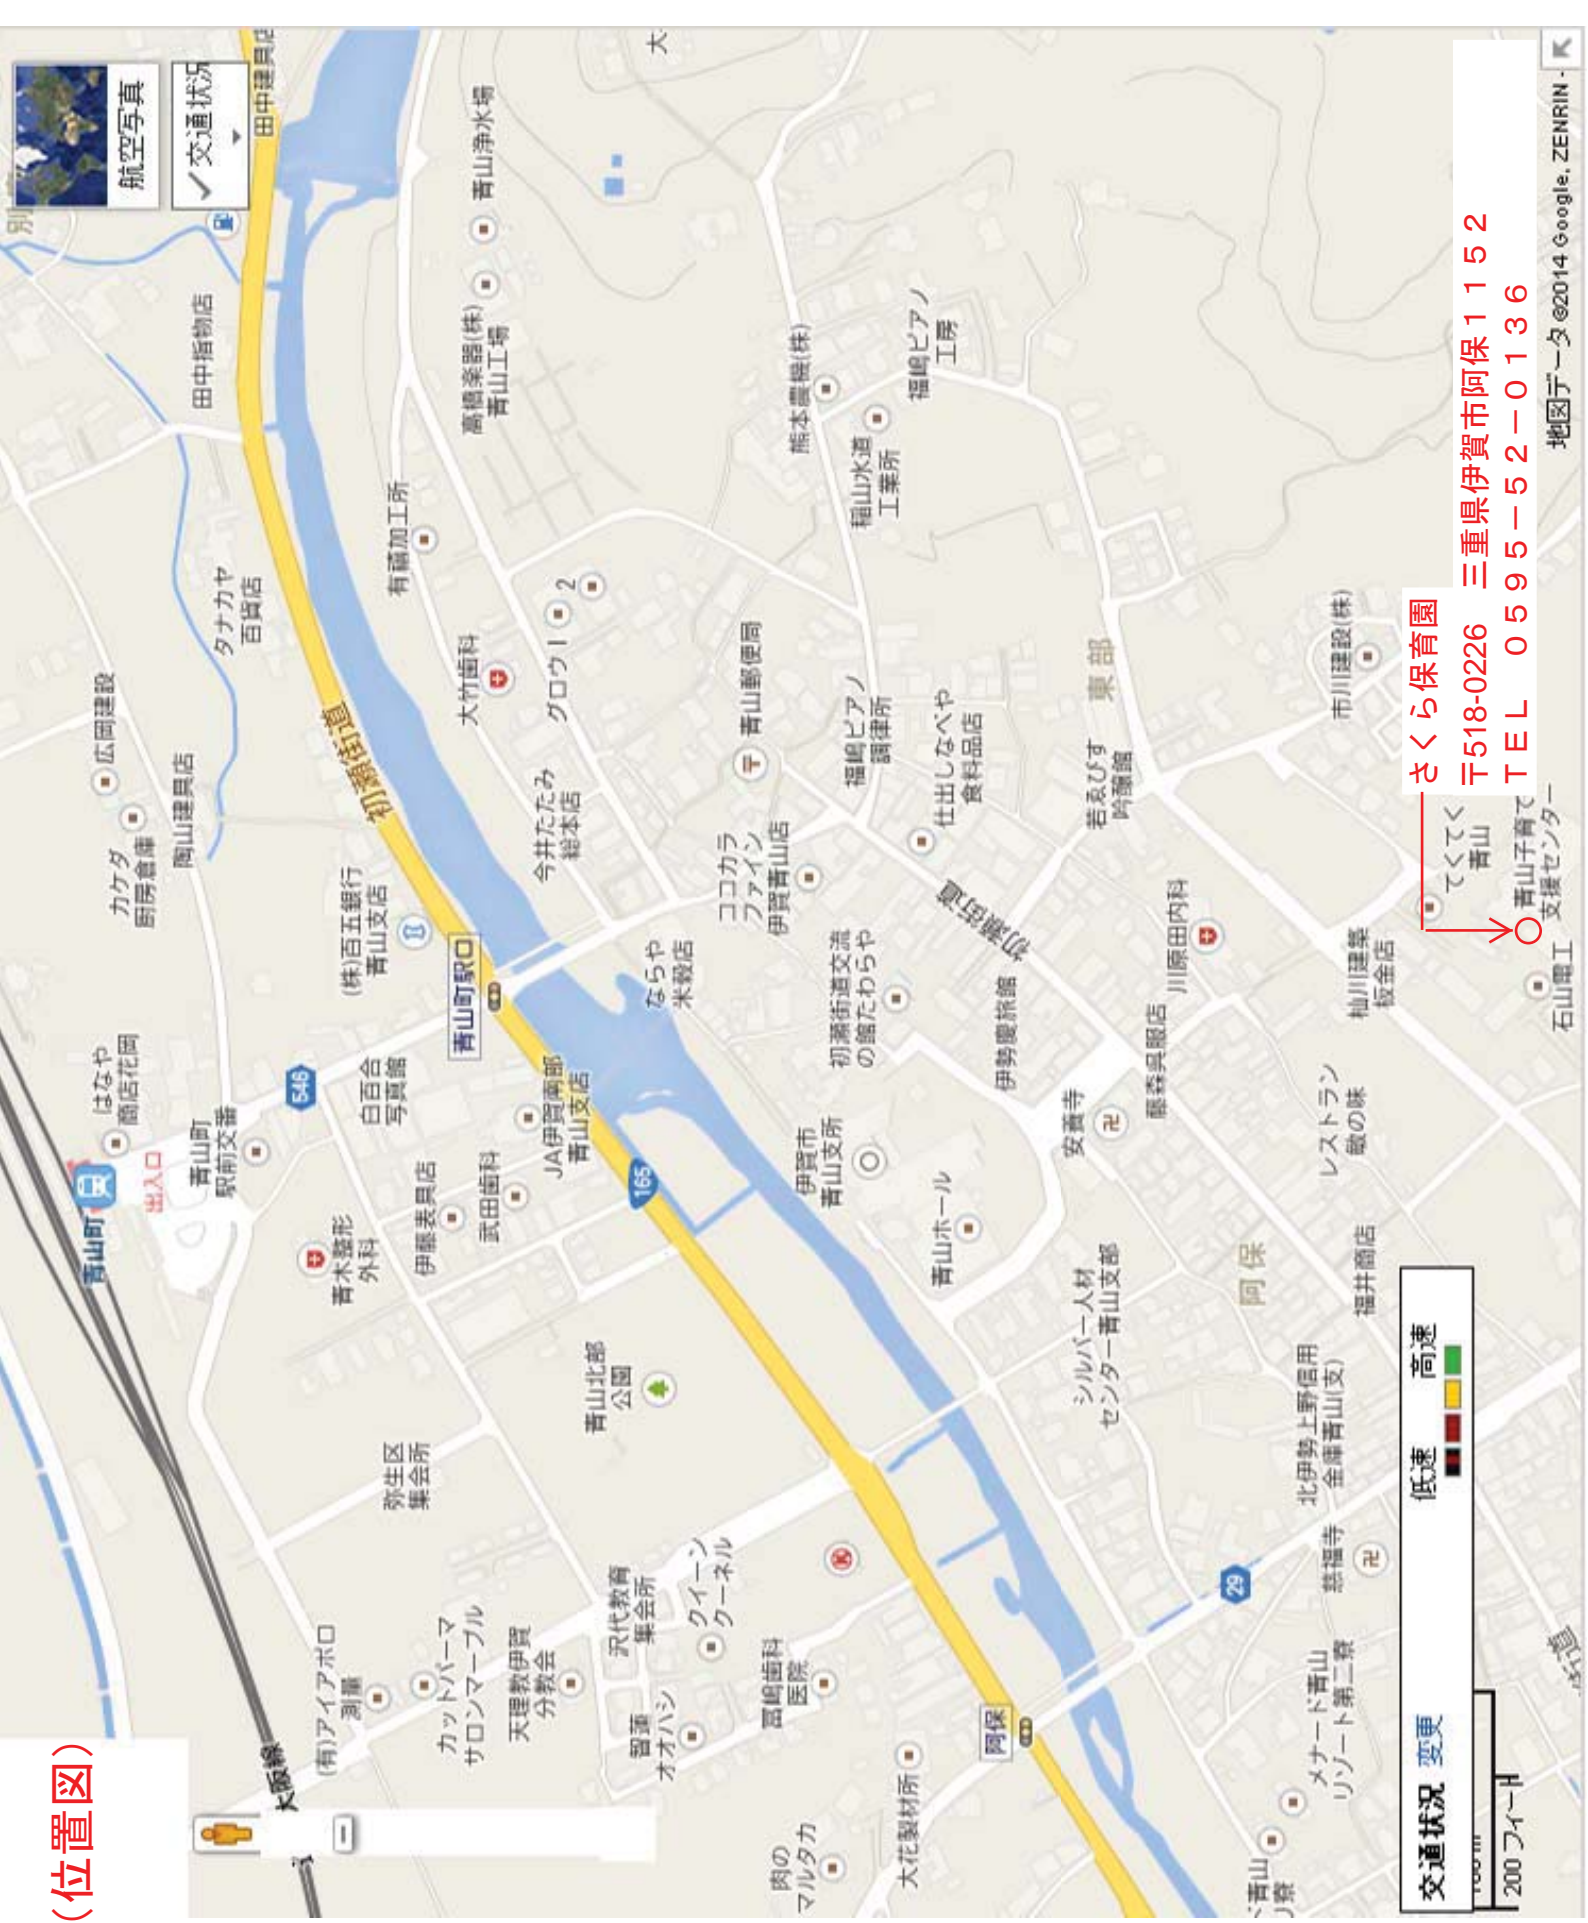 (位置図)
航空写真
交通状況
田中建具店
青山浄水場
高橋楽器(株)
青山工場
田中指物店
有藤加工所
タナカヤ
百貨店
広岡建設
カケダ
厨房倉庫
陶山建具店
初瀬街道
大竹歯科
グロウ1
2
今井たたみ
総本店
(株)百五銀行
青山支店
青山町駅口
ならや
米穀店
熊本農機(株)
福嶋ピアノ
工房
稲山水道
工業所
青山郵便局
福嶋ピアノ
調律所
仕出しなべや
食料品店
ココカラ
ファイン
伊賀青山店
初瀬街道
初瀬街道交流
の館たわらや
伊勢慶旅館
東部
若ゑびす
吟醸館
川原田内科
市川建設(株)
さくら保育園
〒518-0226 三重県伊賀市阿保1152
TEL 0595-52-0136
てくてく
青山
青山子育て
支援センター
石山電工
杣川建築
板金店
地図データ ©2014 Google, ZENRIN -
はなや
商店花岡
青山町
出入口
青山町
駅前交番
546
白百合
写真館
JA伊賀南部
青山支店
165
青木整形
外科
伊藤表具店
武田歯科
青山北部
公園
弥生区
集会所
伊賀市
青山支所
青山ホール
安養寺
藤森呉服店
レストラン
敏の味
福井商店
阿保
シルバー人材
センター青山支部
北伊勢上野信用
金庫青山(支)
慈福寺
29
大阪線
(有)アイアポロ
測量
カットパーマ
サロンマーブル
天理教伊賀
分教会
沢代教育
集会所
クイーン
クーネル
智蓮
オオハシ
冨嶋歯科
医院
阿保
大花製材所
肉の
マルタカ
メナード青山
リゾート第二寮
低速 高速
交通状況 変更
200 フィート